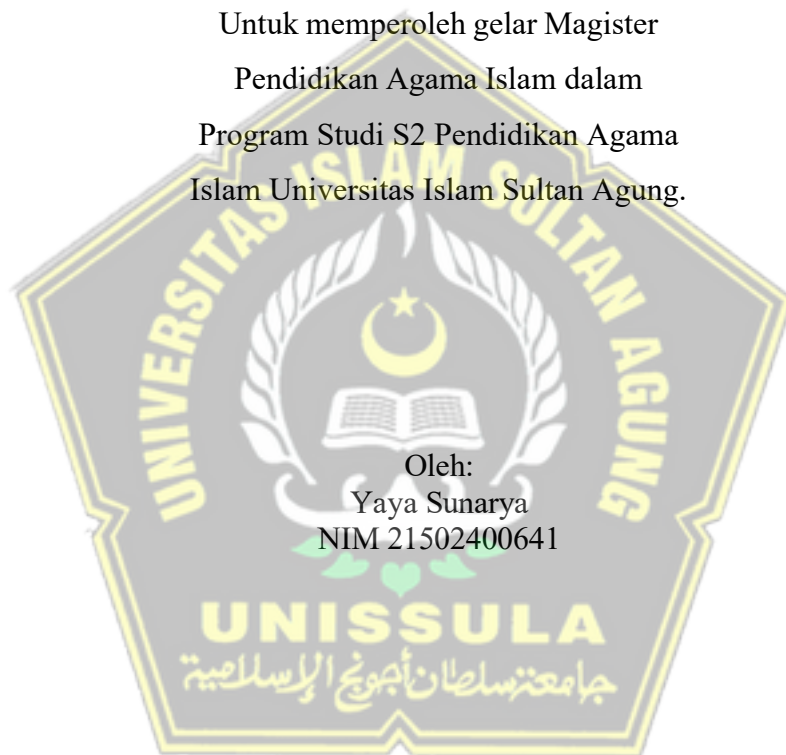 Untuk memperoleh gelar Magister
Pendidikan Agama Islam dalam
Program Studi S2 Pendidikan Agama
Islam Universitas Islam Sultan Agung.
UNIVERSITAS ISLAM SULTAN AGUNG
Oleh:
Yaya Sunarya
NIM 21502400641
UNISSULA
جامعة سلطان أجونج الإسلامية